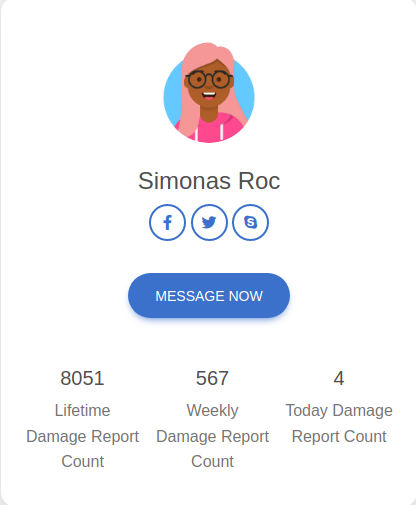 Simonas Roc
MESSAGE NOW
8051
Lifetime
Damage Report
Count
567
Weekly
Damage Report
Count
4
Today Damage
Report Count